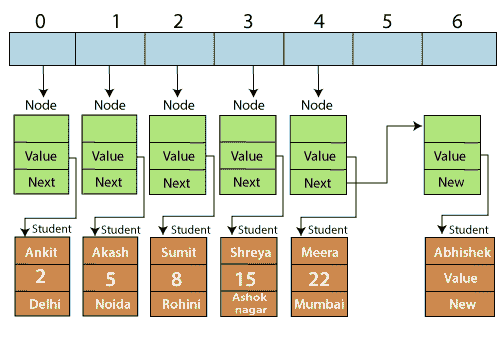 0 1 2 3 4 5 6
Node Node Node Node Node
Value Value Value Value Value Value
Next Next Next Next Next New
Student Student Student Student Student Student
Ankit Akash Sumit Shreya Meera Abhishek
2 5 8 15 22 Value
Delhi Noida Rohini Ashok nagar Mumbai New